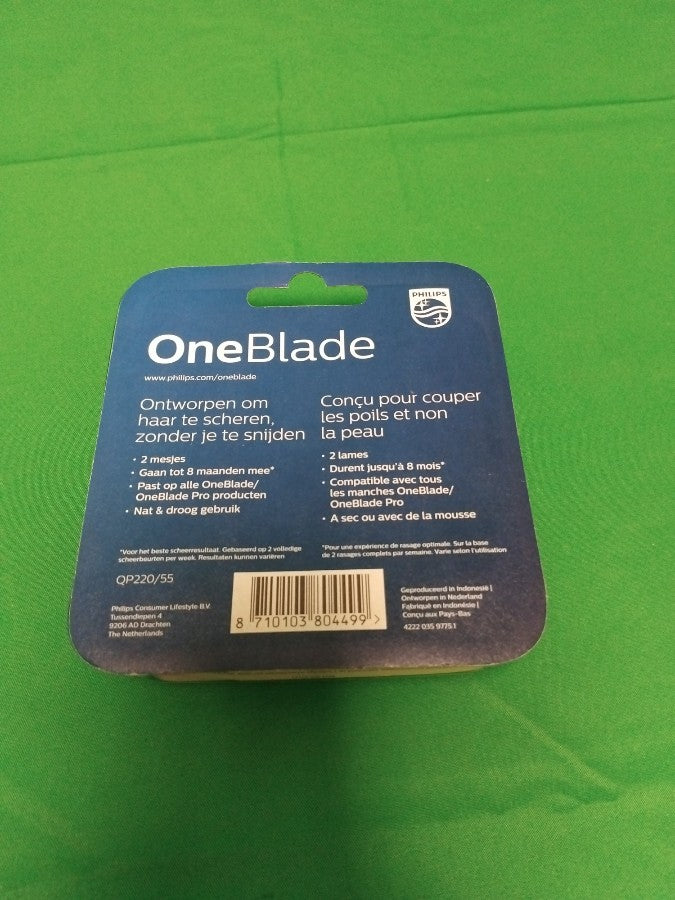 PHILIPS
OneBlade
www.philips.com/oneblade
Ontworpen om
haar te scheren,
zonder je te snijden
• 2 mesjes
• Gaan tot 8 maanden mee*
• Past op alle OneBlade/
OneBlade Pro producten
• Nat & droog gebruik
*Voor het beste scheerresultaat. Gebaseerd op 2 volledige
scheerbeurten per week. Resultaten kunnen variëren
Conçu pour couper
les poils et non
la peau
• 2 lames
• Durent jusqu'à 8 mois*
• Compatible avec tous
les manches OneBlade/
OneBlade Pro
• A sec ou avec de la mousse
*Pour une expérience de rasage optimale. Sur la base
de 2 rasages complets par semaine. Varie selon l'utilisation
QP220/55
Philips Consumer Lifestyle B.V.
Tussendiepen 4
9206 AD Drachten
The Netherlands
8 710103 804499 >
Geproduceerd in Indonesië |
Ontworpen in Nederland
Fabriqué en Indonésie |
Conçu aux Pays-Bas
4222 035 9775.1